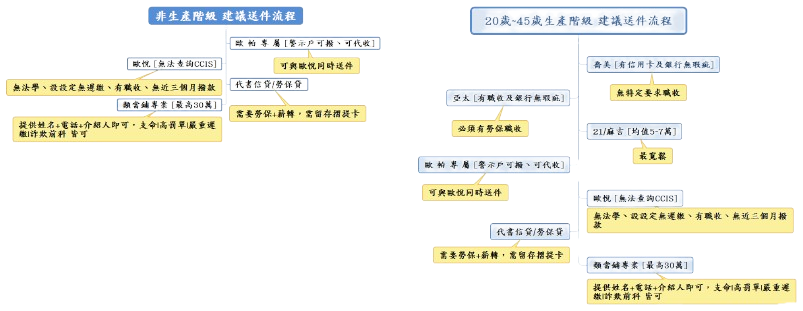 非生產階級 建議送件流程
歐 帕 專 屬 [警示戶可撥、可代收]
可與歐悅同時送件
歐悅 [無法查詢CCIS]
無法學、設設定無遲繳、有職收、無近三個月撥款
代書信貸/勞保貸
需要勞保+薪轉，需留存摺提卡
類當鋪專案 [最高30萬]
提供姓名+電話+介紹人即可，支命|高罰單|嚴重遲
繳|詐欺前科 皆可
20歲~45歲生產階級 建議送件流程
喬美 [有信用卡及銀行無瑕疵]
無特定要求職收
亞太 [有職收及銀行無瑕疵]
必須有勞保職收
21/麻吉 [均值5-7萬]
最寬鬆
歐 帕 專 屬 [警示戶可撥、可代收]
可與歐悅同時送件
歐悅 [無法查詢CCIS]
無法學、設設定無遲繳、有職收、無近三個月撥
款
代書信貸/勞保貸
需要勞保+薪轉，需留存摺提卡
類當鋪專案 [最高30萬]
提供姓名+電話+介紹人即可，支命|高罰單|嚴重遲
繳|詐欺前科 皆可